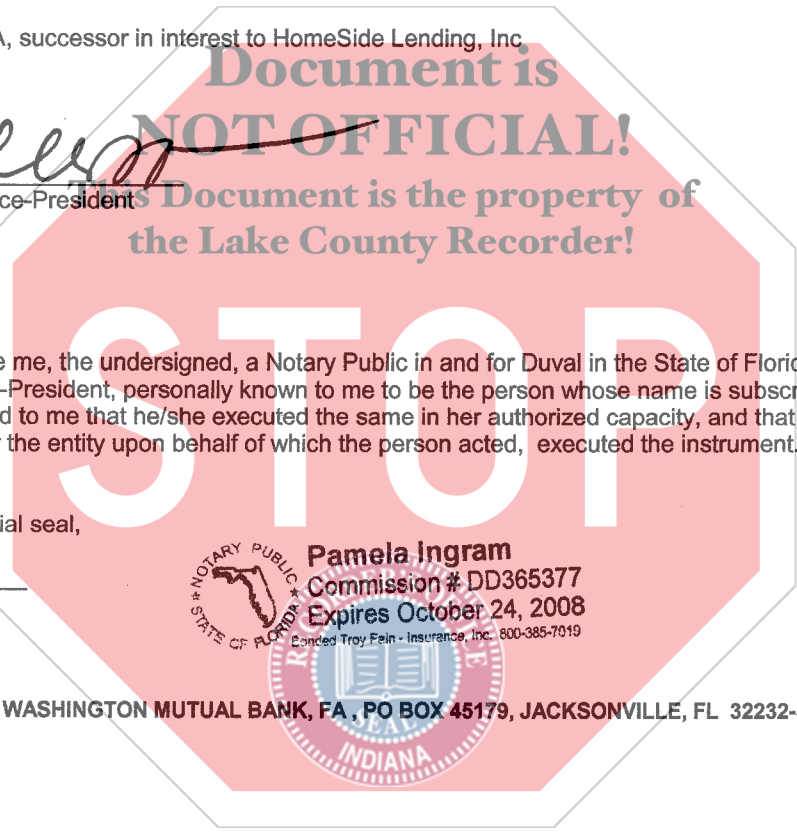 A, successor in interest to HomeSide Lending, Inc
Document is
NOT OFFICIAL!
ce-President
This Document is the property of
the Lake County Recorder!
STOP
e me, the undersigned, a Notary Public in and for Duval in the State of Floric
-President, personally known to me to be the person whose name is subscr
d to me that he/she executed the same in her authorized capacity, and that
the entity upon behalf of which the person acted, executed the instrument.
ial seal,
NOTARY PUBLIC
STATE OF FLORIDA
Pamela Ingram
Commission # DD365377
Expires October 24, 2008
Bonded Troy Fain - Insurance, Inc. 800-385-7019
RECORDER OFFICE
SEAL
INDIANA
WASHINGTON MUTUAL BANK, FA , PO BOX 45179, JACKSONVILLE, FL 32232-